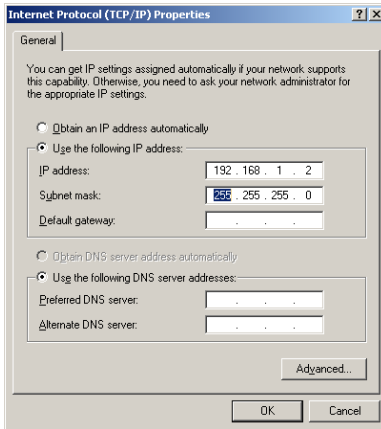 Internet Protocol (TCP/IP) Properties
General
You can get IP settings assigned automatically if your network supports
this capability. Otherwise, you need to ask your network administrator for
the appropriate IP settings.
Obtain an IP address automatically
Use the following IP address:
IP address: 192 . 168 . 1 . 2
Subnet mask: 255 . 255 . 255 . 0
Default gateway: . . .
Obtain DNS server address automatically
Use the following DNS server addresses:
Preferred DNS server: . . .
Alternate DNS server: . . .
Advanced...
OK Cancel